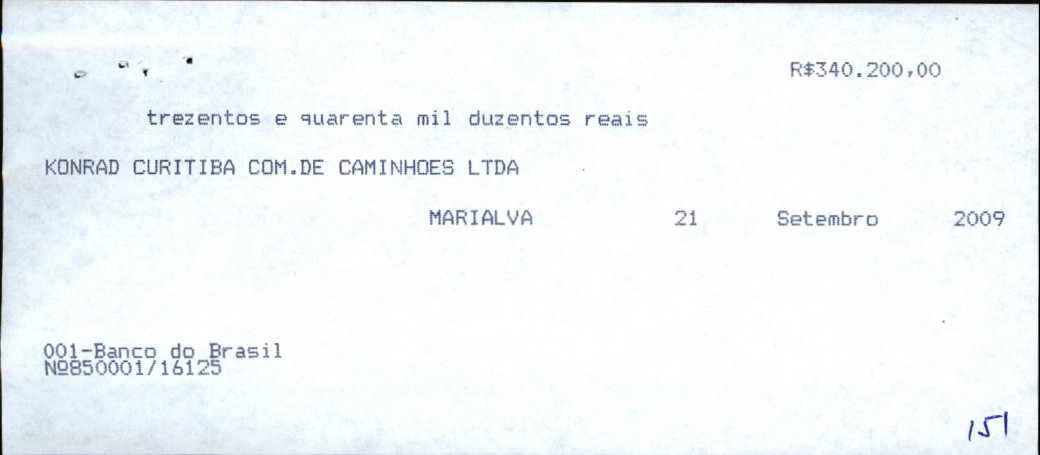 R$340.200,00
trezentos e quarenta mil duzentos reais
KONRAD CURITIBA COM.DE CAMINHOES LTDA
MARIALVA 21 Setembro 2009
001-Banco do Brasil
Nº850001/16125
151